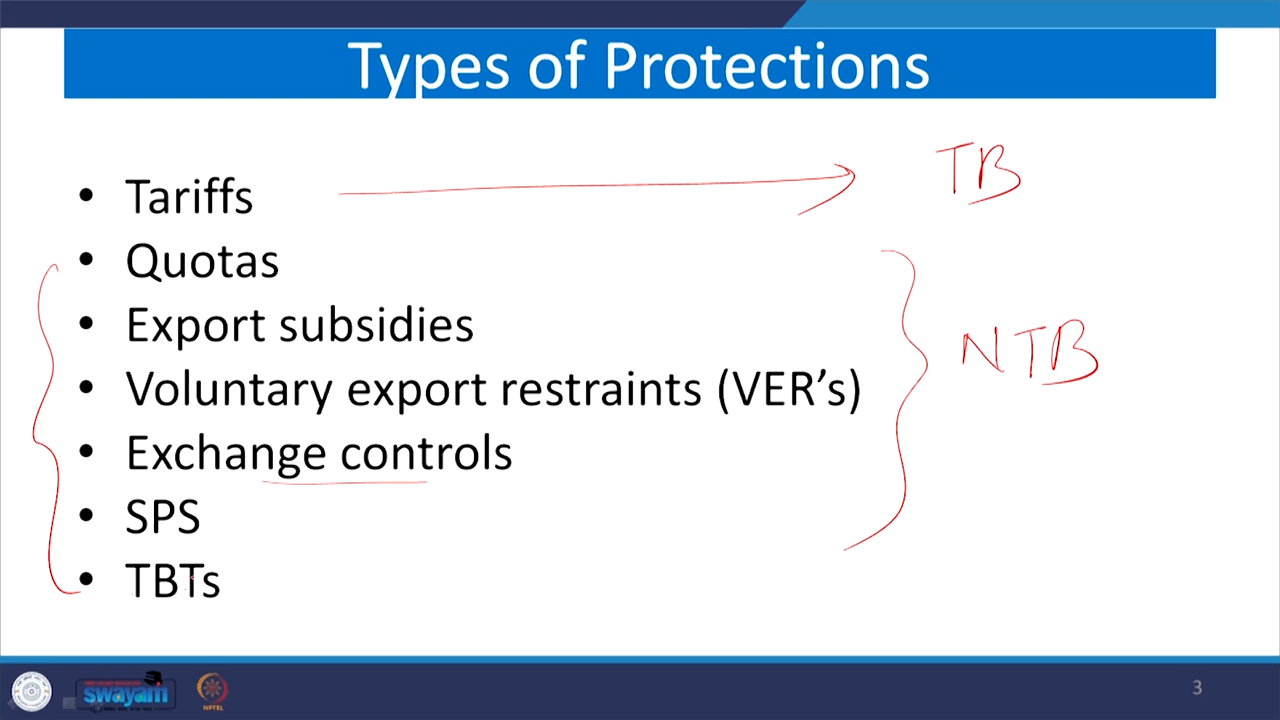 Types of Protections
• Tariffs
TB
• Quotas
• Export subsidies
NTB
• Voluntary export restraints (VER’s)
• Exchange controls
• SPS
• TBTs
swayam
NPTEL
3